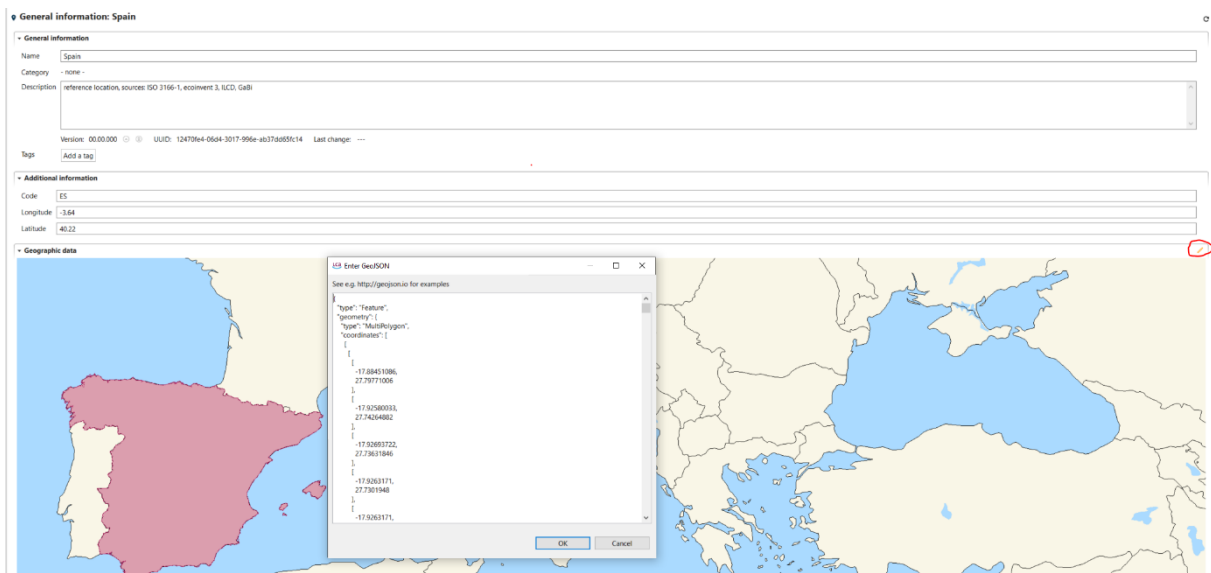 General information: Spain
General information
Name Spain
Category - none -
Description reference location, sources: ISO 3166-1, ecoinvent 3, ILCD, GaBi
Version: 00.00.000 UUID: 12470fe4-06d4-3017-996e-ab37dd65fc14 Last change: ---
Tags Add a tag
Additional information
Code ES
Longitude -3.64
Latitude 40.22
Geographic data
Enter GeoJSON
See e.g. http://geojson.io for examples
{
"type": "Feature",
"geometry": {
"type": "MultiPolygon",
"coordinates": [
[
[
[
-17.88451086,
27.79771006
],
[
-17.92580033,
27.74264882
],
[
-17.92693722,
27.73631846
],
[
-17.9263171,
27.7301948
],
[
-17.9263171,
OK Cancel